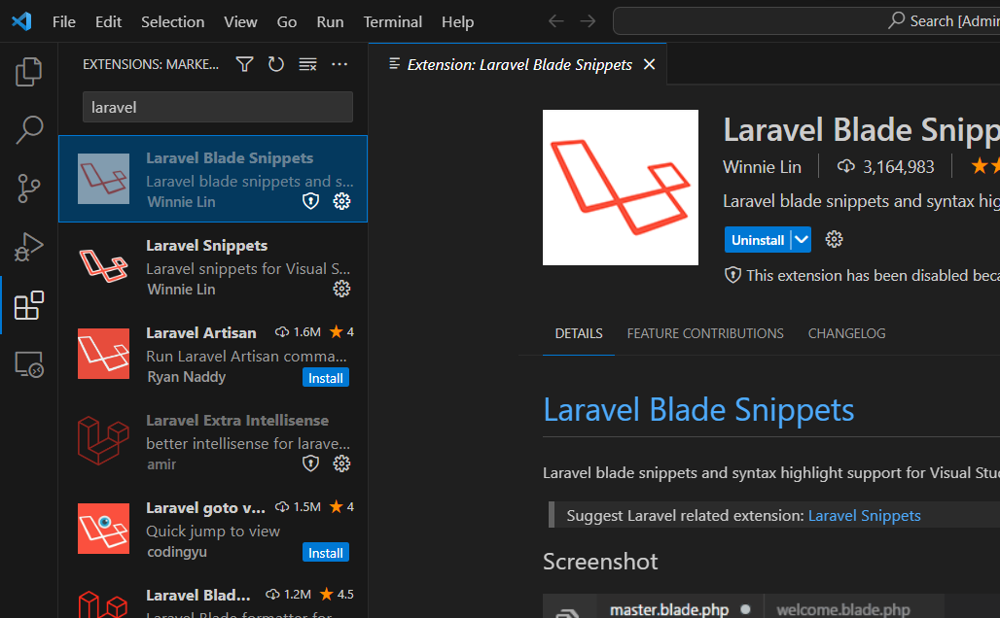 File Edit Selection View Go Run Terminal Help
Search [Admin
EXTENSIONS: MARKE...
laravel
Laravel Blade Snippets
Laravel blade snippets and s...
Winnie Lin
Laravel Snippets
Laravel snippets for Visual S...
Winnie Lin
Laravel Artisan 1.6M 4
Run Laravel Artisan comma...
Ryan Naddy Install
Laravel Extra Intellisense
better intellisense for larave...
amir
Laravel goto v... 1.5M 4
Quick jump to view
codingyu Install
Laravel Blad... 1.2M 4.5
Laravel Blade formatter for
Extension: Laravel Blade Snippets
Laravel Blade Snipp
Winnie Lin 3,164,983
Laravel blade snippets and syntax hig
Uninstall
This extension has been disabled beca
DETAILS FEATURE CONTRIBUTIONS CHANGELOG
Laravel Blade Snippets
Laravel blade snippets and syntax highlight support for Visual Stu
Suggest Laravel related extension: Laravel Snippets
Screenshot
master.blade.php welcome.blade.php